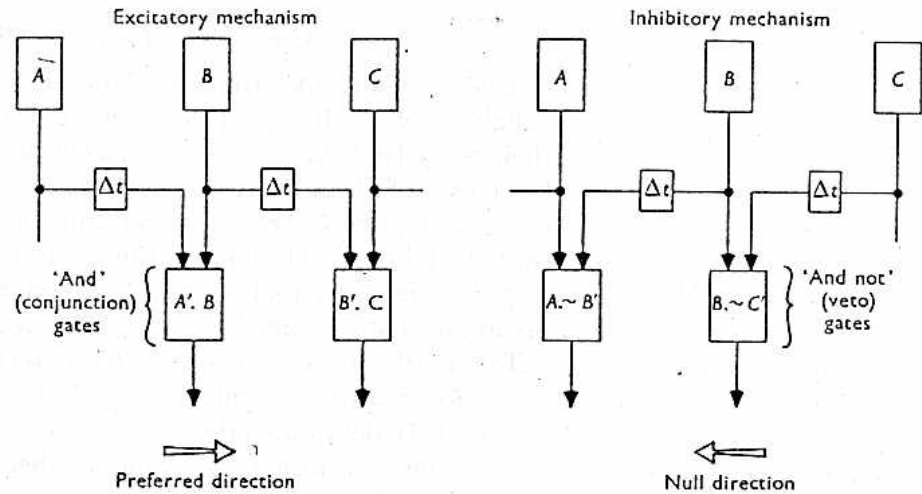 Excitatory mechanism
Inhibitory mechanism
A
B
C
A
B
C
Δt
Δt
Δt
Δt
'And'
(conjunction)
gates
A'. B
B'. C
A.~ B'
B.~ C'
'And not'
(veto)
gates
Preferred direction
Null direction